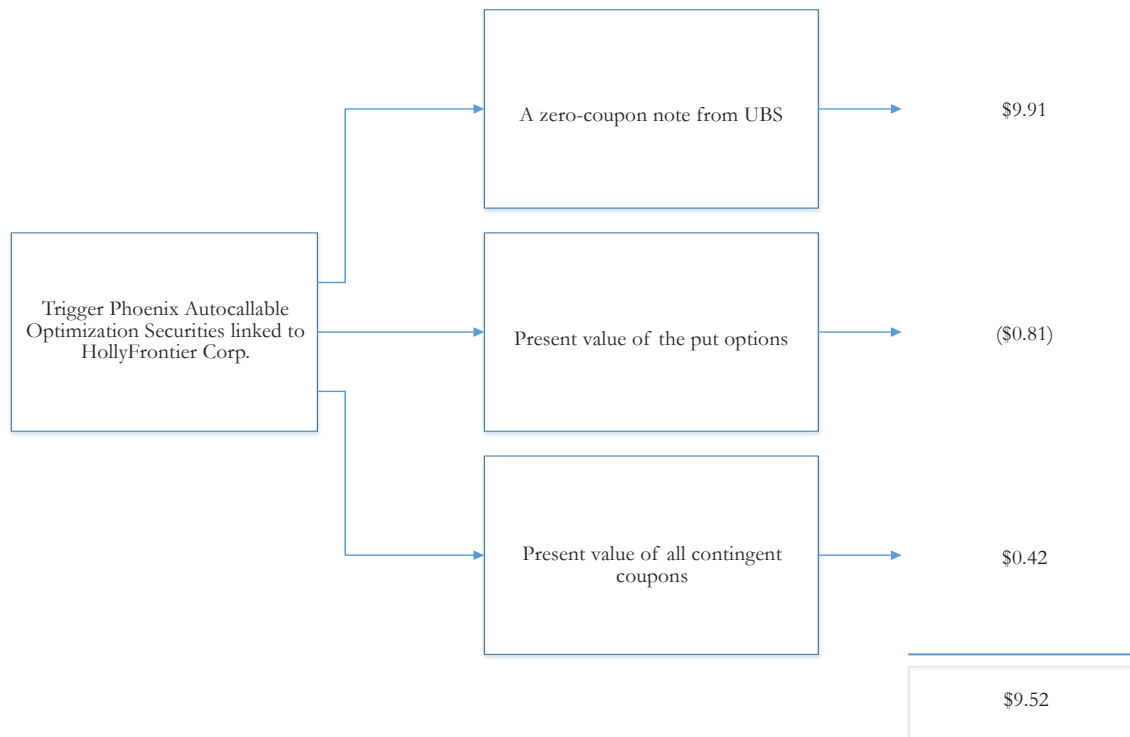 A zero-coupon note from UBS
$9.91
Trigger Phoenix Autocallable
Optimization Securities linked to
HollyFrontier Corp.
Present value of the put options
($0.81)
Present value of all contingent
coupons
$0.42
$9.52